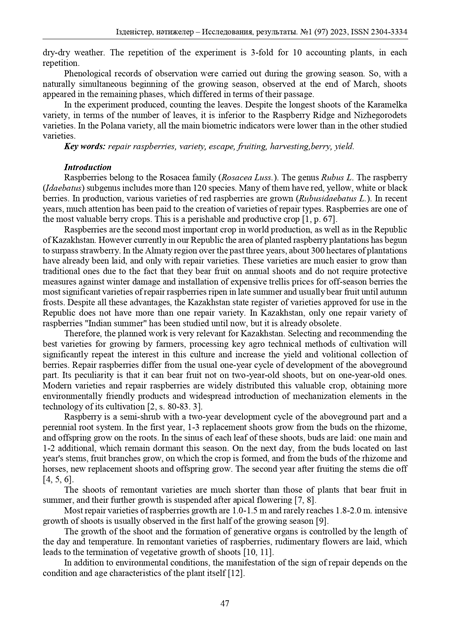 Ізденістер, нәтижелер – Исследования, результаты. №1 (97) 2023, ISSN 2304-3334
dry-dry weather. The repetition of the experiment is 3-fold for 10 accounting plants, in each
repetition.
Phenological records of observation were carried out during the growing season. So, with a
naturally simultaneous beginning of the growing season, observed at the end of March, shoots
appeared in the remaining phases, which differed in terms of their passage.
In the experiment produced, counting the leaves. Despite the longest shoots of the Karamelka
variety, in terms of the number of leaves, it is inferior to the Raspberry Ridge and Nizhegorodets
varieties. In the Polana variety, all the main biometric indicators were lower than in the other studied
varieties.
Key words: repair raspberries, variety, escape, fruiting, harvesting,berry, yield.
Introduction
Raspberries belong to the Rosacea family (Rosacea Luss.). The genus Rubus L. The raspberry
(Idaebatus) subgenus includes more than 120 species. Many of them have red, yellow, white or black
berries. In production, various varieties of red raspberries are grown (Rubusidaebatus L.). In recent
years, much attention has been paid to the creation of varieties of repair types. Raspberries are one of
the most valuable berry crops. This is a perishable and productive crop [1, p. 67].
Raspberries are the second most important crop in world production, as well as in the Republic
of Kazakhstan. However currently in our Republic the area of planted raspberry plantations has begun
to surpass strawberry. In the Almaty region over the past three years, about 300 hectares of plantations
have already been laid, and only with repair varieties. These varieties are much easier to grow than
traditional ones due to the fact that they bear fruit on annual shoots and do not require protective
measures against winter damage and installation of expensive trellis prices for off-season berries the
most significant varieties of repair raspberries ripen in late summer and usually bear fruit until autumn
frosts. Despite all these advantages, the Kazakhstan state register of varieties approved for use in the
Republic does not have more than one repair variety. In Kazakhstan, only one repair variety of
raspberries "Indian summer" has been studied until now, but it is already obsolete.
Therefore, the planned work is very relevant for Kazakhstan. Selecting and recommending the
best varieties for growing by farmers, processing key agro technical methods of cultivation will
significantly repeat the interest in this culture and increase the yield and volitional collection of
berries. Repair raspberries differ from the usual one-year cycle of development of the aboveground
part. Its peculiarity is that it can bear fruit not on two-year-old shoots, but on one-year-old ones.
Modern varieties and repair raspberries are widely distributed this valuable crop, obtaining more
environmentally friendly products and widespread introduction of mechanization elements in the
technology of its cultivation [2, s. 80-83. 3].
Raspberry is a semi-shrub with a two-year development cycle of the aboveground part and a
perennial root system. In the first year, 1-3 replacement shoots grow from the buds on the rhizome,
and offspring grow on the roots. In the sinus of each leaf of these shoots, buds are laid: one main and
1-2 additional, which remain dormant this season. On the next day, from the buds located on last
year's stems, fruit branches grow, on which the crop is formed, and from the buds of the rhizome and
horses, new replacement shoots and offspring grow. The second year after fruiting the stems die off
[4, 5, 6].
The shoots of remontant varieties are much shorter than those of plants that bear fruit in
summer, and their further growth is suspended after apical flowering [7, 8].
Most repair varieties of raspberries growth are 1.0-1.5 m and rarely reaches 1.8-2.0 m. intensive
growth of shoots is usually observed in the first half of the growing season [9].
The growth of the shoot and the formation of generative organs is controlled by the length of
the day and temperature. In remontant varieties of raspberries, rudimentary flowers are laid, which
leads to the termination of vegetative growth of shoots [10, 11].
In addition to environmental conditions, the manifestation of the sign of repair depends on the
condition and age characteristics of the plant itself [12].
47